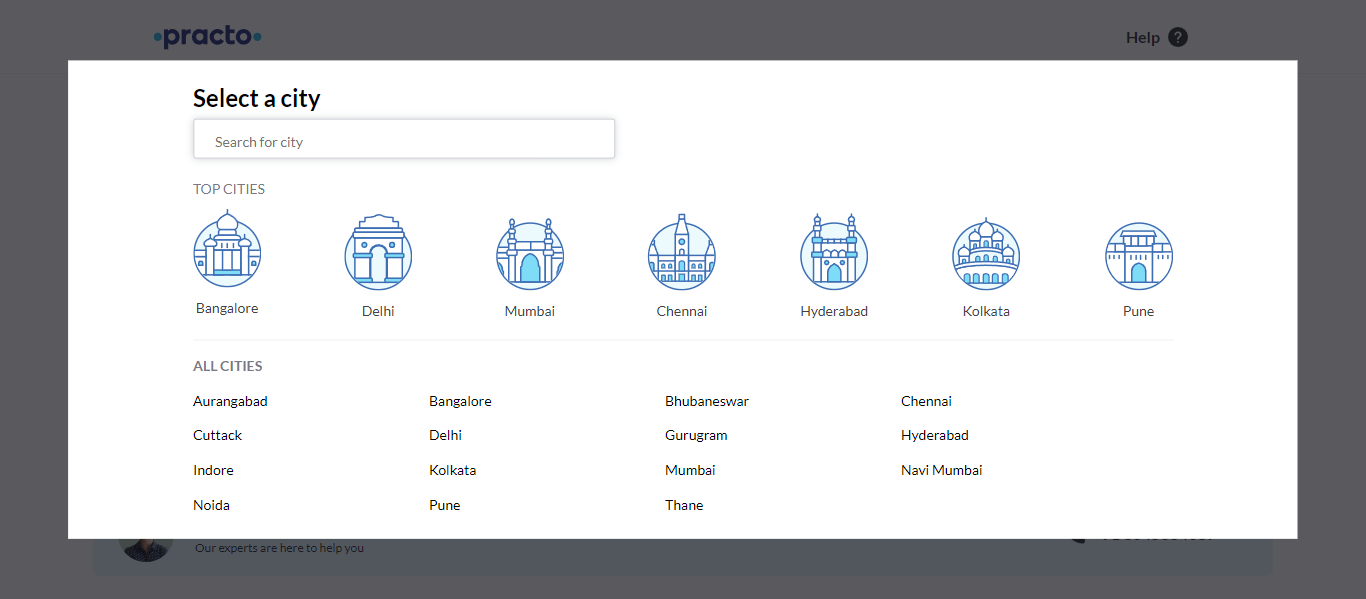 practo
Help ?
Select a city
Search for city
TOP CITIES
Bangalore Delhi Mumbai Chennai Hyderabad Kolkata Pune
ALL CITIES
Aurangabad Bangalore Bhubaneswar Chennai
Cuttack Delhi Gurugram Hyderabad
Indore Kolkata Mumbai Navi Mumbai
Noida Pune Thane
Our experts are here to help you